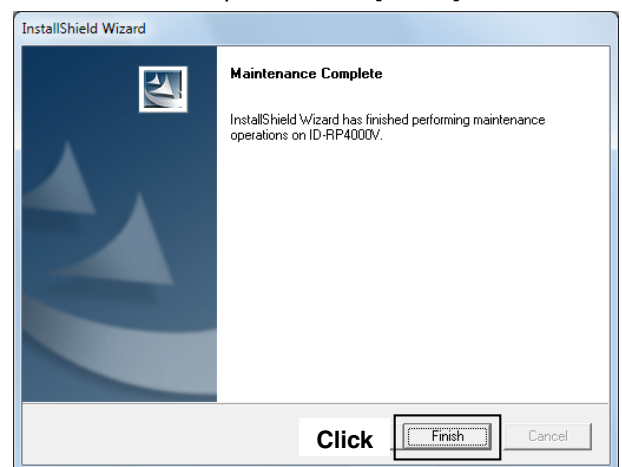 InstallShield Wizard
Maintenance Complete
InstallShield Wizard has finished performing maintenance
operations on ID-RP4000V.
Click
Finish
Cancel